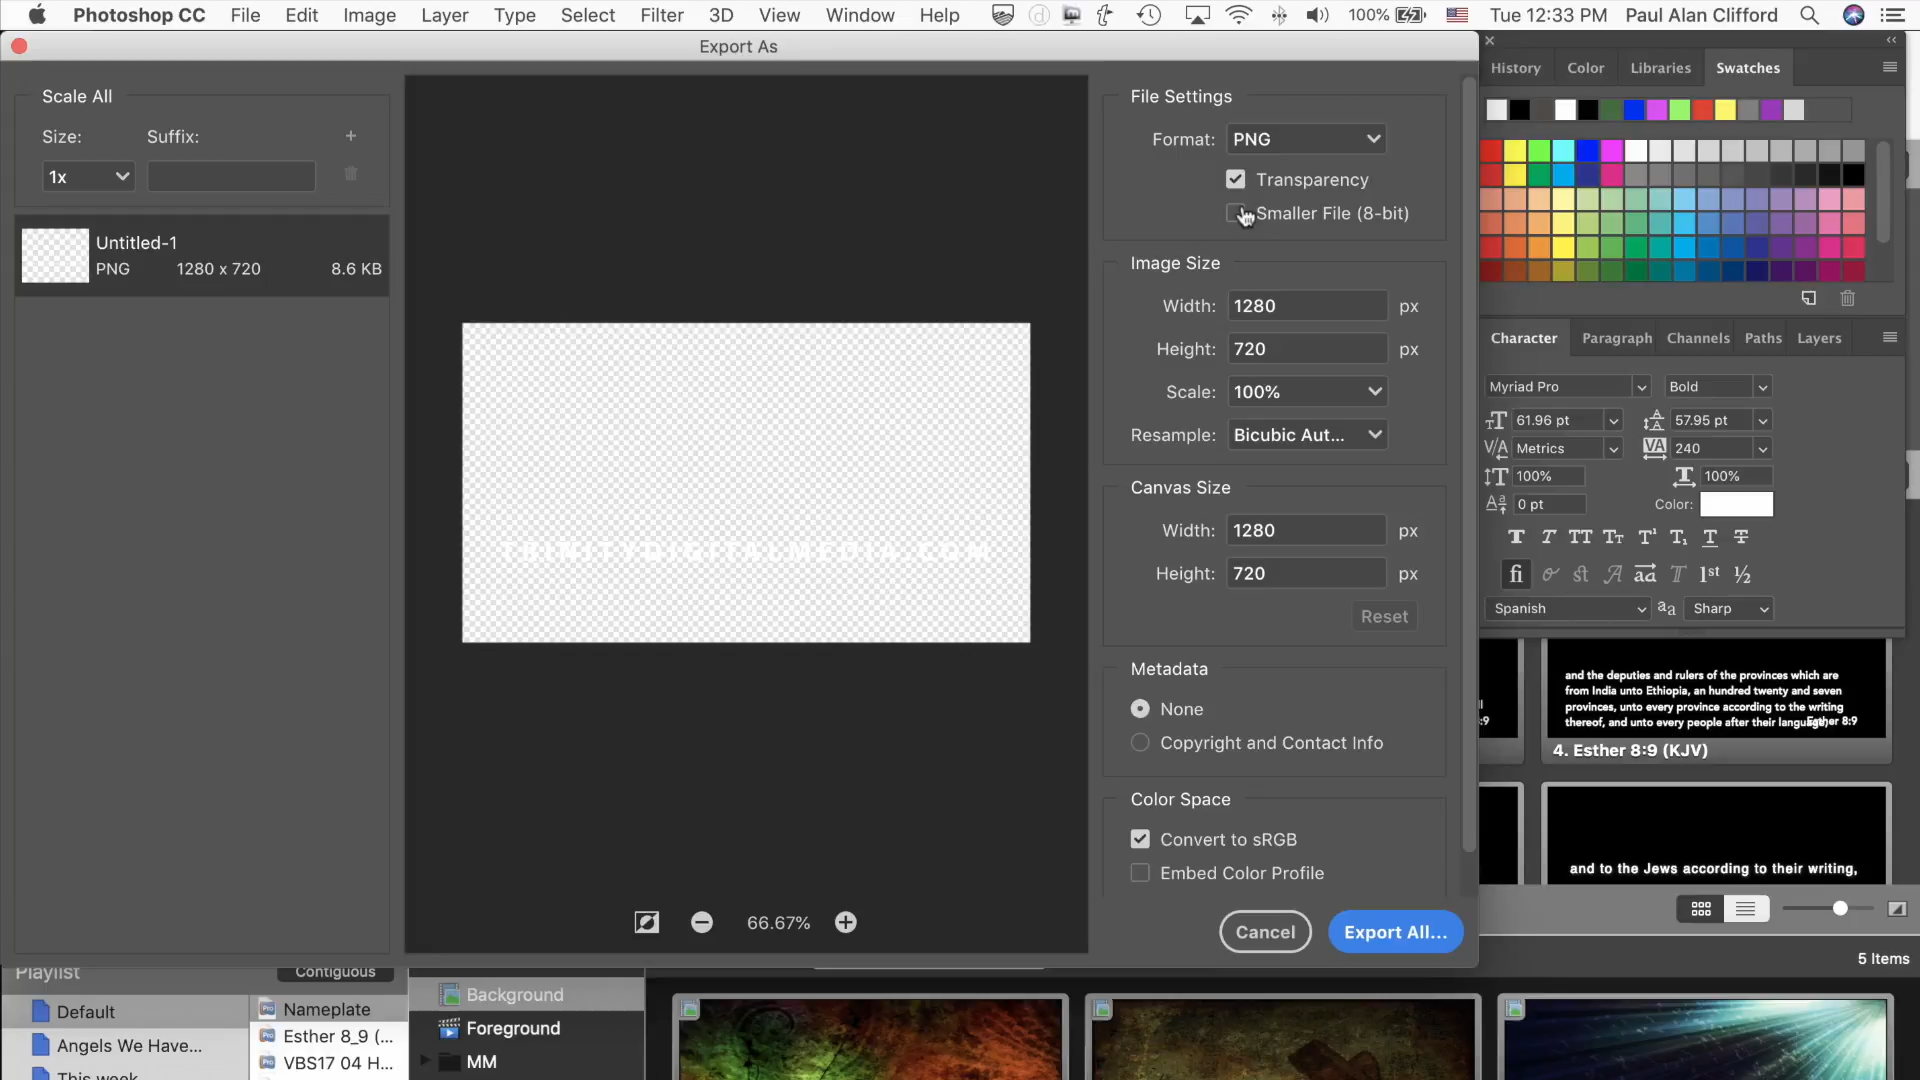 Photoshop CC File Edit Image Layer Type Select Filter 3D View Window Help 100% Tue 12:33 PM Paul Alan Clifford
Export As
Scale All
Size: Suffix:
1x
Untitled-1
PNG 1280 x 720 8.6 KB
TRINITYDIGITALMEDIA.COM
66.67%
File Settings
Format: PNG
Transparency
Smaller File (8-bit)
Image Size
Width: 1280 px
Height: 720 px
Scale: 100%
Resample: Bicubic Aut...
Canvas Size
Width: 1280 px
Height: 720 px
Reset
Metadata
None
Copyright and Contact Info
Color Space
Convert to sRGB
Embed Color Profile
Cancel Export All...
History Color Libraries Swatches
Character Paragraph Channels Paths Layers
Myriad Pro Bold
61.96 pt 57.95 pt
Metrics 240
100% 100%
0 pt Color:
Spanish Sharp
and the deputies and rulers of the provinces which are
from India unto Ethiopia, an hundred twenty and seven
provinces, unto every province according to the writing
thereof, and unto every people after their language,
Esther 8:9
:9
4. Esther 8:9 (KJV)
and to the Jews according to their writing,
5 Items
Playlist Contiguous
Default
Angels We Have...
This week
Nameplate
Esther 8_9 (...
VBS17 04 H...
Background
Foreground
MM